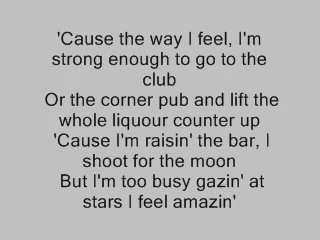 'Cause the way I feel, I'm
strong enough to go to the
club
Or the corner pub and lift the
whole liquour counter up
'Cause I'm raisin' the bar, I
shoot for the moon
But I'm too busy gazin' at
stars I feel amazin'